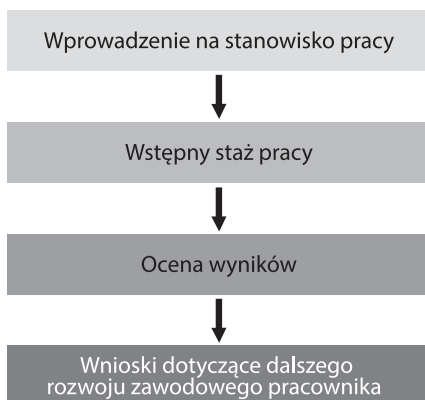 Wprowadzenie na stanowisko pracy
Wstępny staż pracy
Ocena wyników
Wnioski dotyczące dalszego
rozwoju zawodowego pracownika